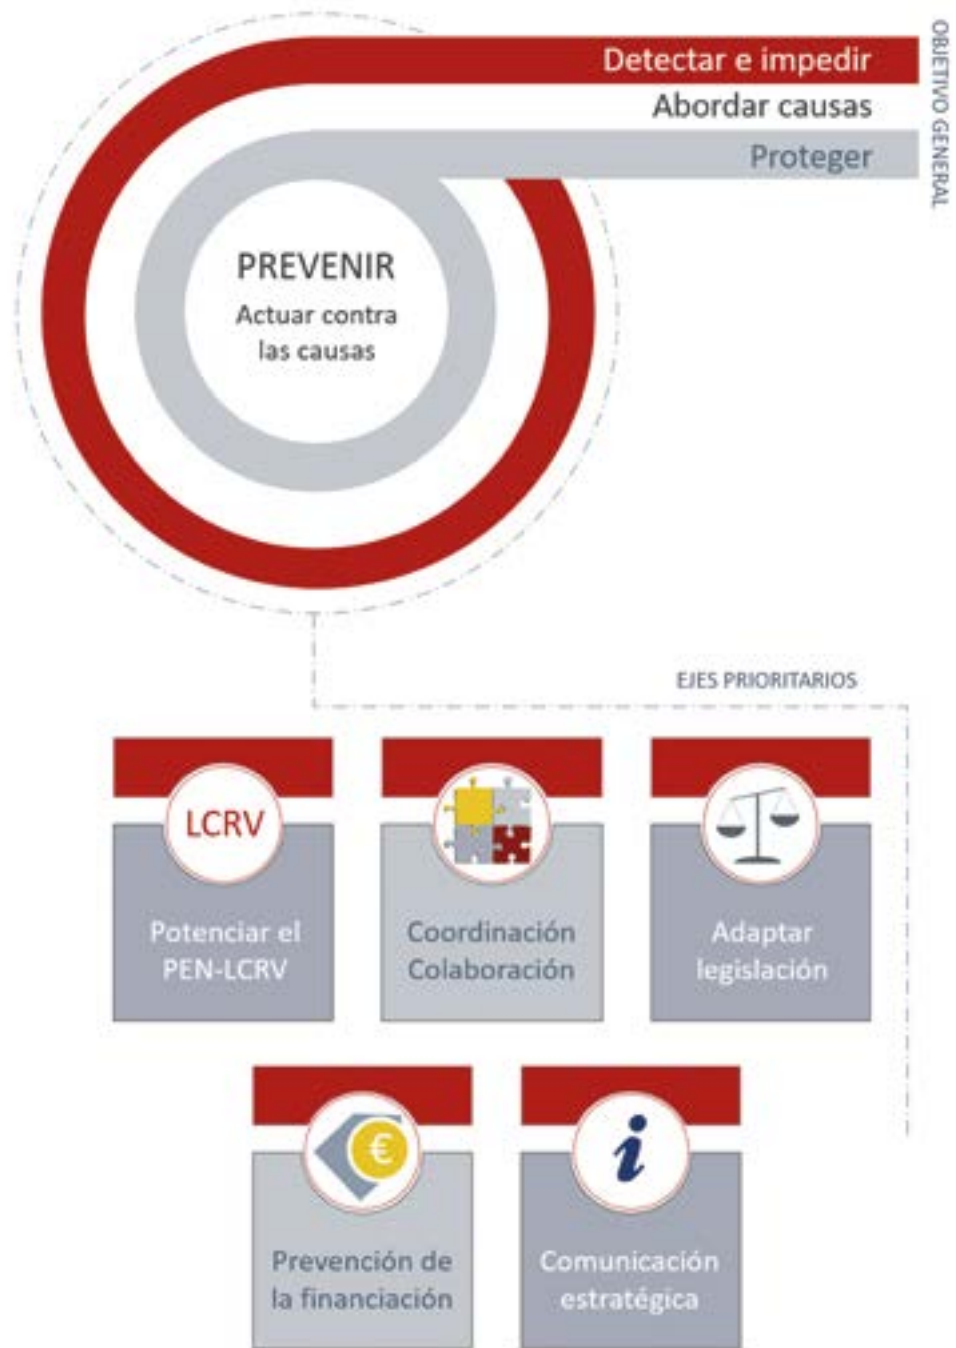 OBJETIVO GENERAL
Detectar e impedir
Abordar causas
Proteger
PREVENIR
Actuar contra
las causas
EJES PRIORITARIOS
LCRV
Potenciar el
PEN-LCRV
Coordinación
Colaboración
Adaptar
legislación
€
Prevención de
la financiación
i
Comunicación
estratégica